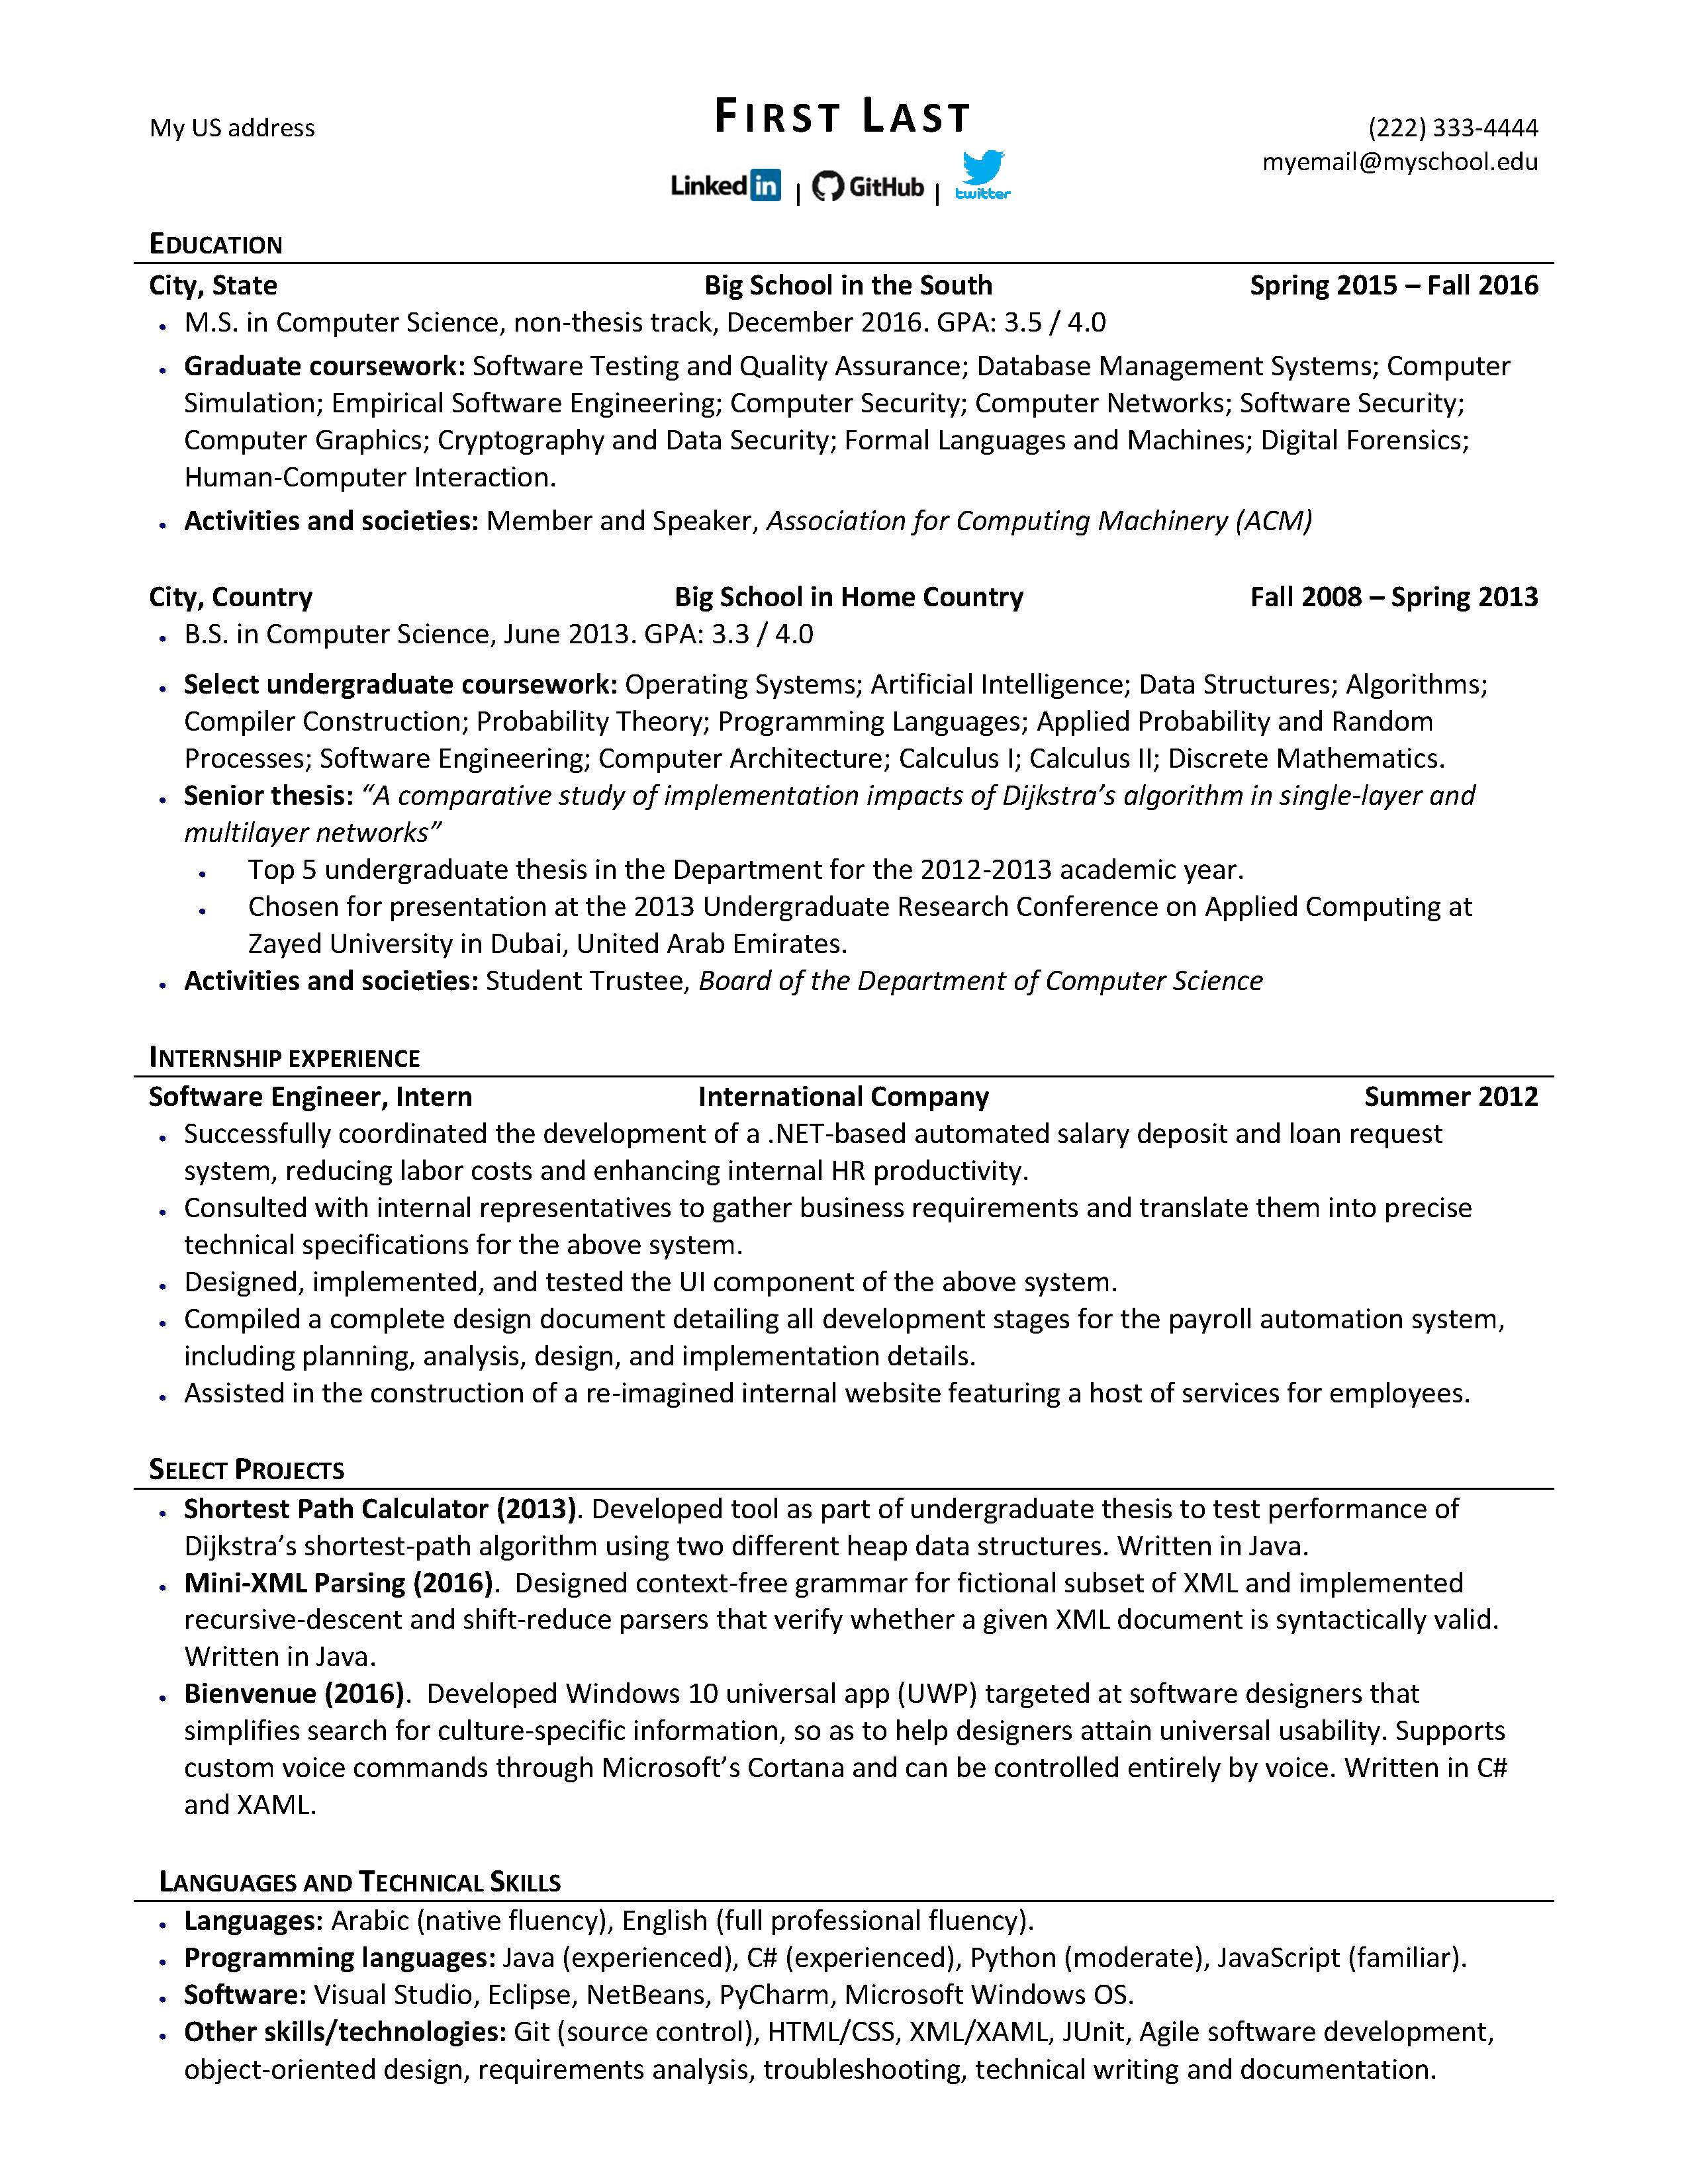 My US address
FIRST LAST
(222) 333-4444
myemail@myschool.edu
Linked in | GitHub | twitter
EDUCATION
City, State Big School in the South Spring 2015 – Fall 2016
• M.S. in Computer Science, non-thesis track, December 2016. GPA: 3.5 / 4.0
• Graduate coursework: Software Testing and Quality Assurance; Database Management Systems; Computer
Simulation; Empirical Software Engineering; Computer Security; Computer Networks; Software Security;
Computer Graphics; Cryptography and Data Security; Formal Languages and Machines; Digital Forensics;
Human-Computer Interaction.
• Activities and societies: Member and Speaker, Association for Computing Machinery (ACM)
City, Country Big School in Home Country Fall 2008 – Spring 2013
• B.S. in Computer Science, June 2013. GPA: 3.3 / 4.0
• Select undergraduate coursework: Operating Systems; Artificial Intelligence; Data Structures; Algorithms;
Compiler Construction; Probability Theory; Programming Languages; Applied Probability and Random
Processes; Software Engineering; Computer Architecture; Calculus I; Calculus II; Discrete Mathematics.
• Senior thesis: “A comparative study of implementation impacts of Dijkstra’s algorithm in single-layer and
multilayer networks”
• Top 5 undergraduate thesis in the Department for the 2012-2013 academic year.
• Chosen for presentation at the 2013 Undergraduate Research Conference on Applied Computing at
Zayed University in Dubai, United Arab Emirates.
• Activities and societies: Student Trustee, Board of the Department of Computer Science
INTERNSHIP EXPERIENCE
Software Engineer, Intern International Company Summer 2012
• Successfully coordinated the development of a .NET-based automated salary deposit and loan request
system, reducing labor costs and enhancing internal HR productivity.
• Consulted with internal representatives to gather business requirements and translate them into precise
technical specifications for the above system.
• Designed, implemented, and tested the UI component of the above system.
• Compiled a complete design document detailing all development stages for the payroll automation system,
including planning, analysis, design, and implementation details.
• Assisted in the construction of a re-imagined internal website featuring a host of services for employees.
SELECT PROJECTS
• Shortest Path Calculator (2013). Developed tool as part of undergraduate thesis to test performance of
Dijkstra’s shortest-path algorithm using two different heap data structures. Written in Java.
• Mini-XML Parsing (2016). Designed context-free grammar for fictional subset of XML and implemented
recursive-descent and shift-reduce parsers that verify whether a given XML document is syntactically valid.
Written in Java.
• Bienvenue (2016). Developed Windows 10 universal app (UWP) targeted at software designers that
simplifies search for culture-specific information, so as to help designers attain universal usability. Supports
custom voice commands through Microsoft’s Cortana and can be controlled entirely by voice. Written in C#
and XAML.
LANGUAGES AND TECHNICAL SKILLS
• Languages: Arabic (native fluency), English (full professional fluency).
• Programming languages: Java (experienced), C# (experienced), Python (moderate), JavaScript (familiar).
• Software: Visual Studio, Eclipse, NetBeans, PyCharm, Microsoft Windows OS.
• Other skills/technologies: Git (source control), HTML/CSS, XML/XAML, JUnit, Agile software development,
object-oriented design, requirements analysis, troubleshooting, technical writing and documentation.